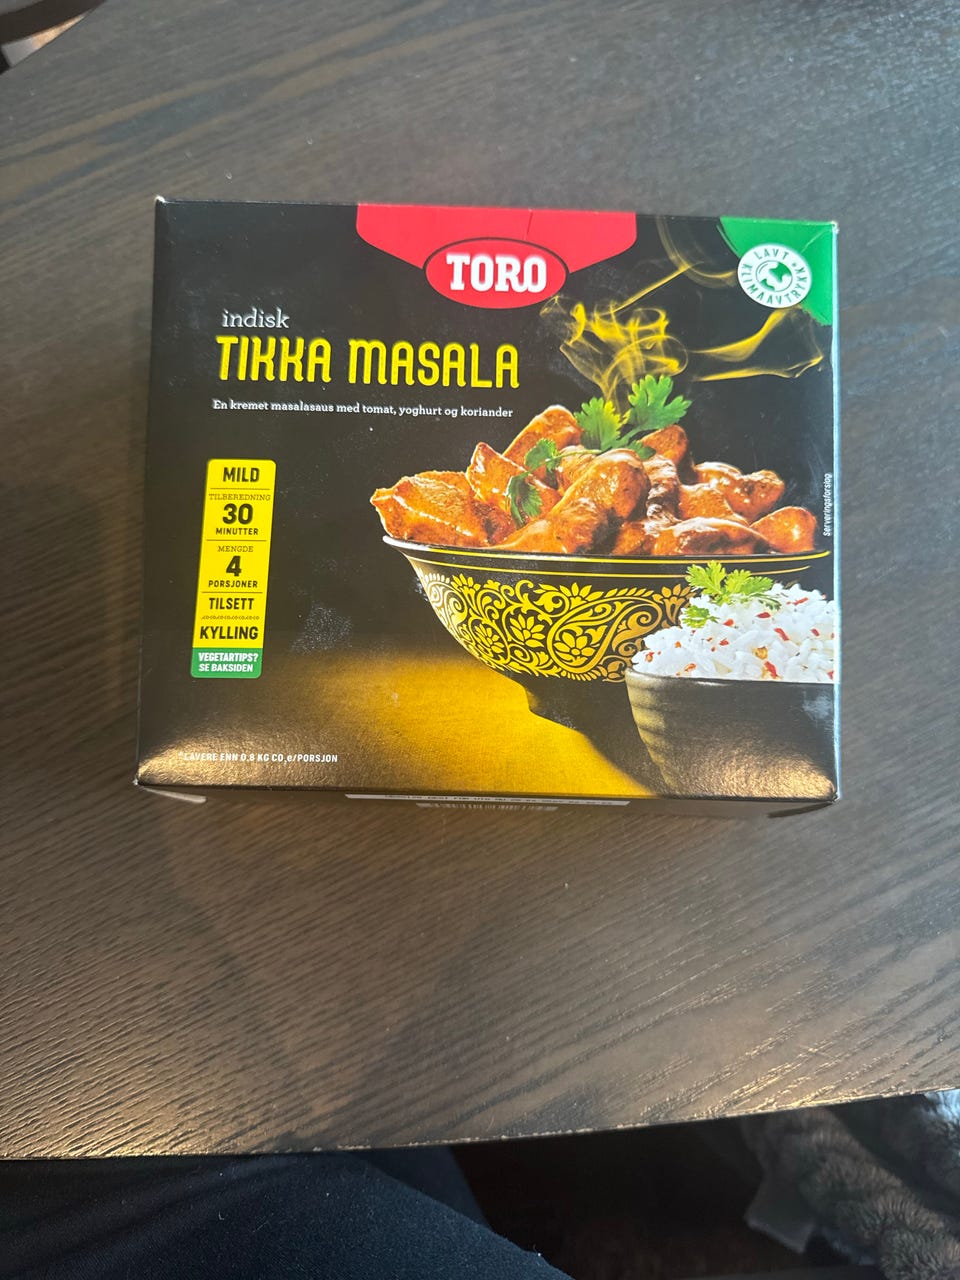 TORO
LAVT *
KLIMAAVTRYKK
indisk
TIKKA MASALA
En kremet masalasaus med tomat, yoghurt og koriander
MILD
TILBEREDNING
30
MINUTTER
MENGDE
4
PORSJONER
TILSETT
KYLLING
VEGETARTIPS?
SE BAKSIDEN
Serveringsforslag
*LAVERE ENN 0,8 KG CO₂e/PORSJON